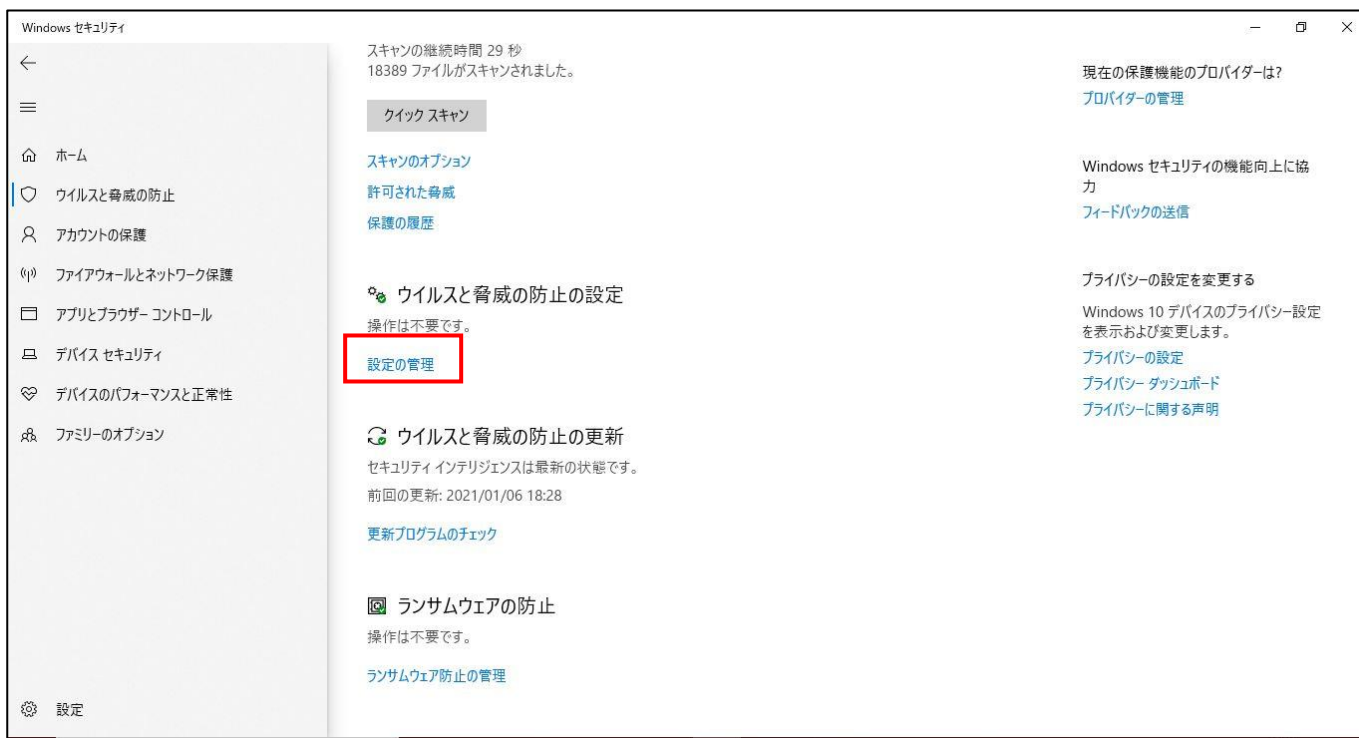 Windows セキュリティ
ホーム
ウイルスと脅威の防止
アカウントの保護
ファイアウォールとネットワーク保護
アプリとブラウザー コントロール
デバイス セキュリティ
デバイスのパフォーマンスと正常性
ファミリーのオプション
設定
スキャンの継続時間 29 秒
18389 ファイルがスキャンされました。
クイック スキャン
スキャンのオプション
許可された脅威
保護の履歴
ウイルスと脅威の防止の設定
操作は不要です。
設定の管理
ウイルスと脅威の防止の更新
セキュリティ インテリジェンスは最新の状態です。
前回の更新: 2021/01/06 18:28
更新プログラムのチェック
ランサムウェアの防止
操作は不要です。
ランサムウェア防止の管理
現在の保護機能のプロバイダーは?
プロバイダーの管理
Windows セキュリティの機能向上に協
力
フィードバックの送信
プライバシーの設定を変更する
Windows 10 デバイスのプライバシー設定
を表示および変更します。
プライバシーの設定
プライバシー ダッシュボード
プライバシーに関する声明